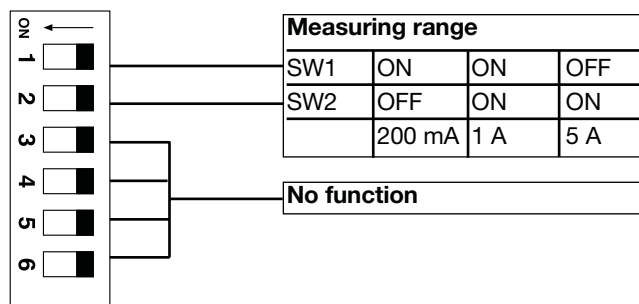 ON
1
2
3
4
5
6
Measuring range
SW1 ON ON OFF
SW2 OFF ON ON
200 mA 1 A 5 A
No function